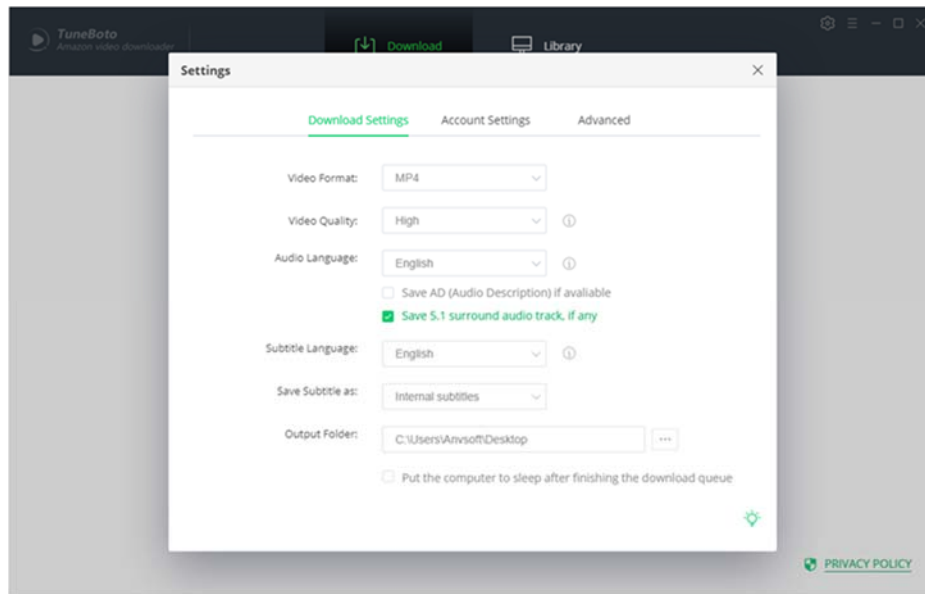 TuneBoto
Amazon video downloader
Download
Library
Settings
Download Settings
Account Settings
Advanced
Video Format:
MP4
Video Quality:
High
Audio Language:
English
Save AD (Audio Description) if avaliable
Save 5.1 surround audio track, if any
Subtitle Language:
English
Save Subtitle as:
Internal subtitles
Output Folder:
C:\Users\Anvsoft\Desktop
...
Put the computer to sleep after finishing the download queue
PRIVACY POLICY